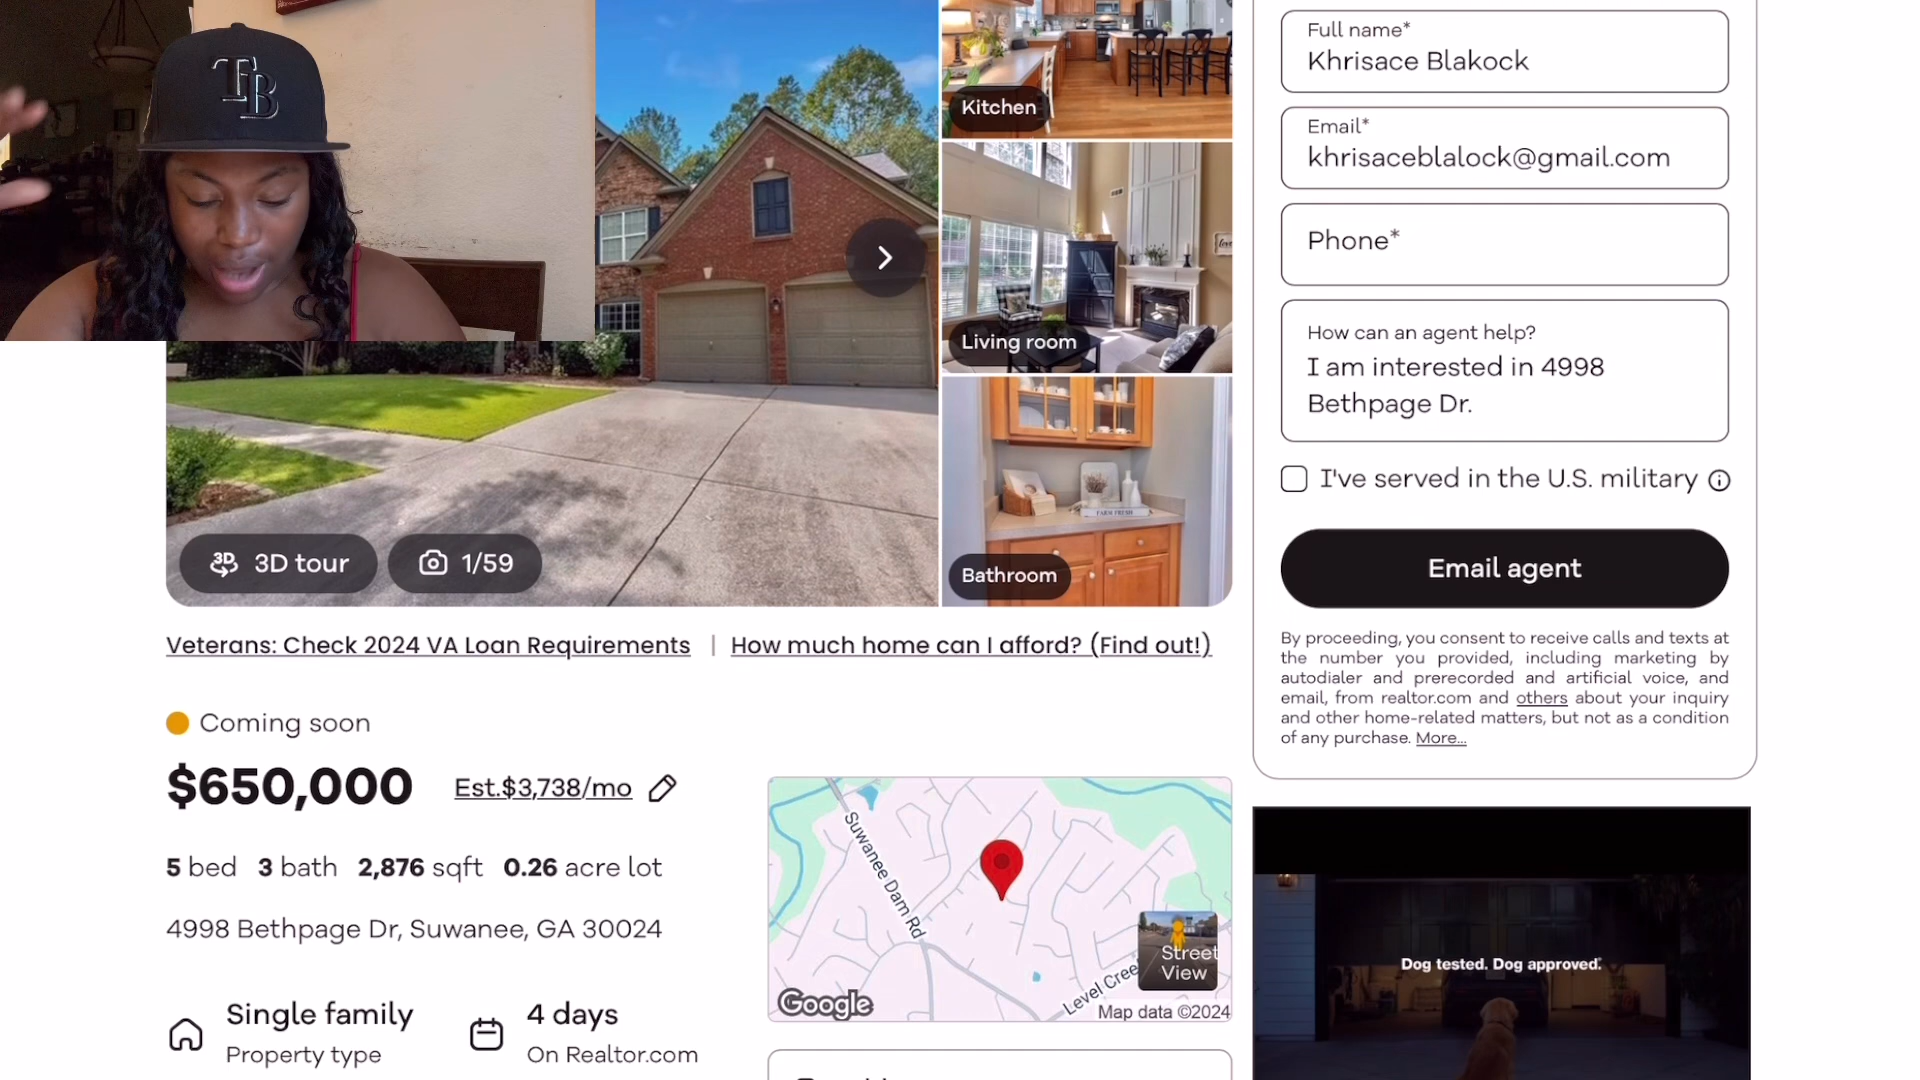 TB
Kitchen
Living room
Bathroom
FARM FRESH
3D tour
1/59
Veterans: Check 2024 VA Loan Requirements | How much home can I afford? (Find out!)
Coming soon
$650,000 Est.$3,738/mo
5 bed 3 bath 2,876 sqft 0.26 acre lot
4998 Bethpage Dr, Suwanee, GA 30024
Single family
Property type
4 days
On Realtor.com
Suwanee Dam Rd
Level Cree
Street
View
Google
Map data ©2024
Full name*
Khrisace Blakock
Email*
khrisaceblalock@gmail.com
Phone*
How can an agent help?
I am interested in 4998
Bethpage Dr.
I've served in the U.S. military
Email agent
By proceeding, you consent to receive calls and texts at
the number you provided, including marketing by
autodialer and prerecorded and artificial voice, and
email, from realtor.com and others about your inquiry
and other home-related matters, but not as a condition
of any purchase. More...
Dog tested. Dog approved.